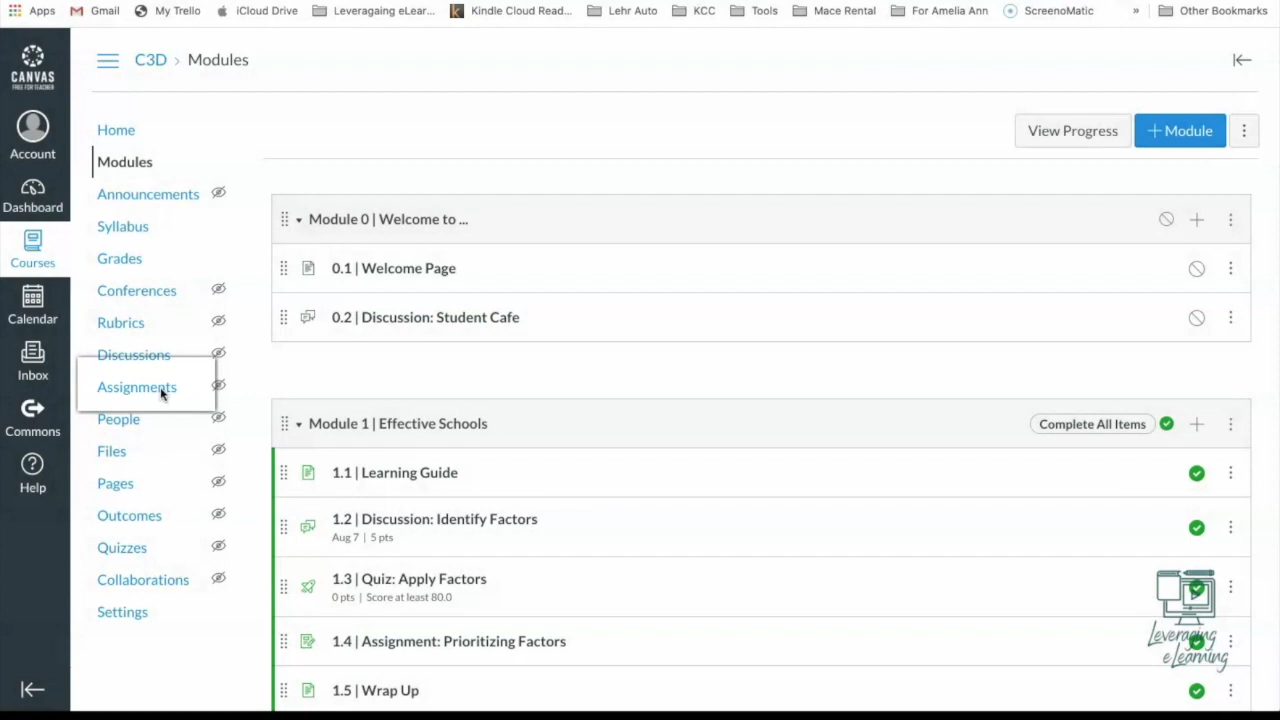 Apps Gmail My Trello iCloud Drive Leveragaing eLear... Kindle Cloud Read... Lehr Auto KCC Tools Mace Rental For Amelia Ann ScreenoMatic » Other Bookmarks
CANVAS
FREE FOR TEACHER
Account
Dashboard
Courses
Calendar
Inbox
Commons
Help
C3D > Modules
Home
Modules
Announcements
Syllabus
Grades
Conferences
Rubrics
Discussions
Assignments
People
Files
Pages
Outcomes
Quizzes
Collaborations
Settings
View Progress
+ Module
Module 0 | Welcome to ...
0.1 | Welcome Page
0.2 | Discussion: Student Cafe
Module 1 | Effective Schools
Complete All Items
1.1 | Learning Guide
1.2 | Discussion: Identify Factors
Aug 7 | 5 pts
1.3 | Quiz: Apply Factors
0 pts | Score at least 80.0
1.4 | Assignment: Prioritizing Factors
1.5 | Wrap Up
Leveraging
eLearning